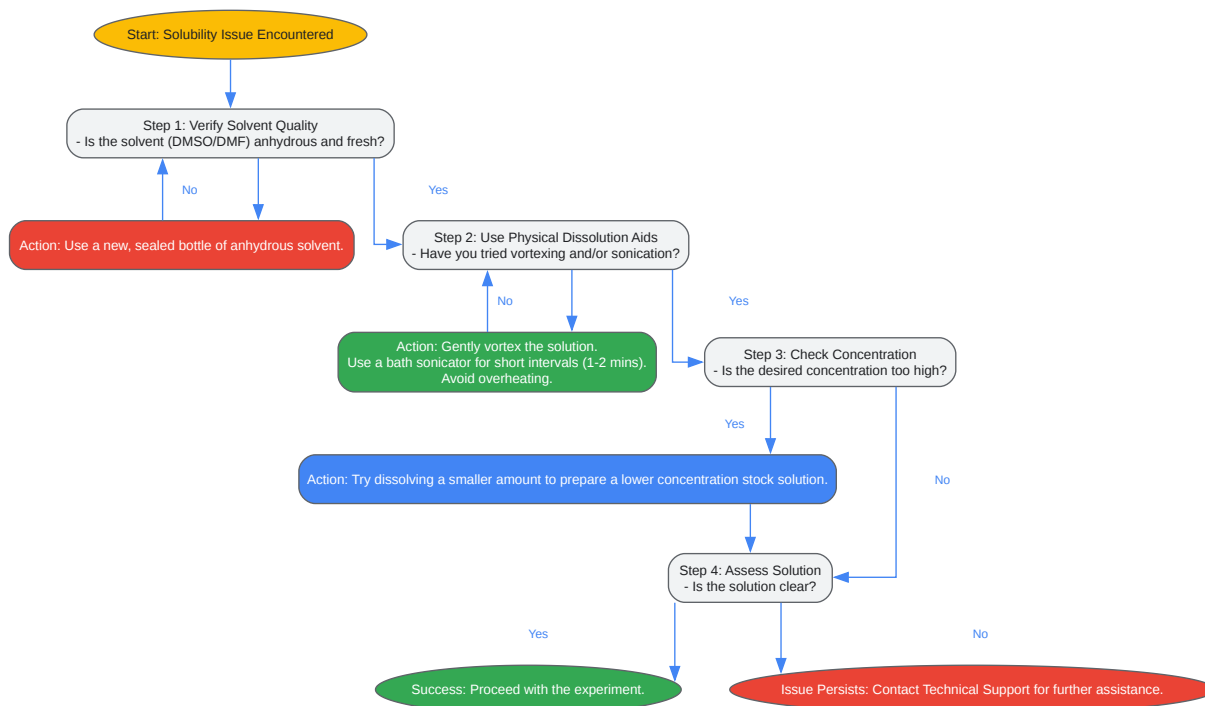 Start: Solubility Issue Encountered
Step 1: Verify Solvent Quality
- Is the solvent (DMSO/DMF) anhydrous and fresh?
No
Yes
Action: Use a new, sealed bottle of anhydrous solvent.
Step 2: Use Physical Dissolution Aids
- Have you tried vortexing and/or sonication?
No
Yes
Action: Gently vortex the solution.
Use a bath sonicator for short intervals (1-2 mins).
Avoid overheating.
Step 3: Check Concentration
- Is the desired concentration too high?
Yes
Action: Try dissolving a smaller amount to prepare a lower concentration stock solution.
No
Step 4: Assess Solution
- Is the solution clear?
Yes
No
Success: Proceed with the experiment.
Issue Persists: Contact Technical Support for further assistance.